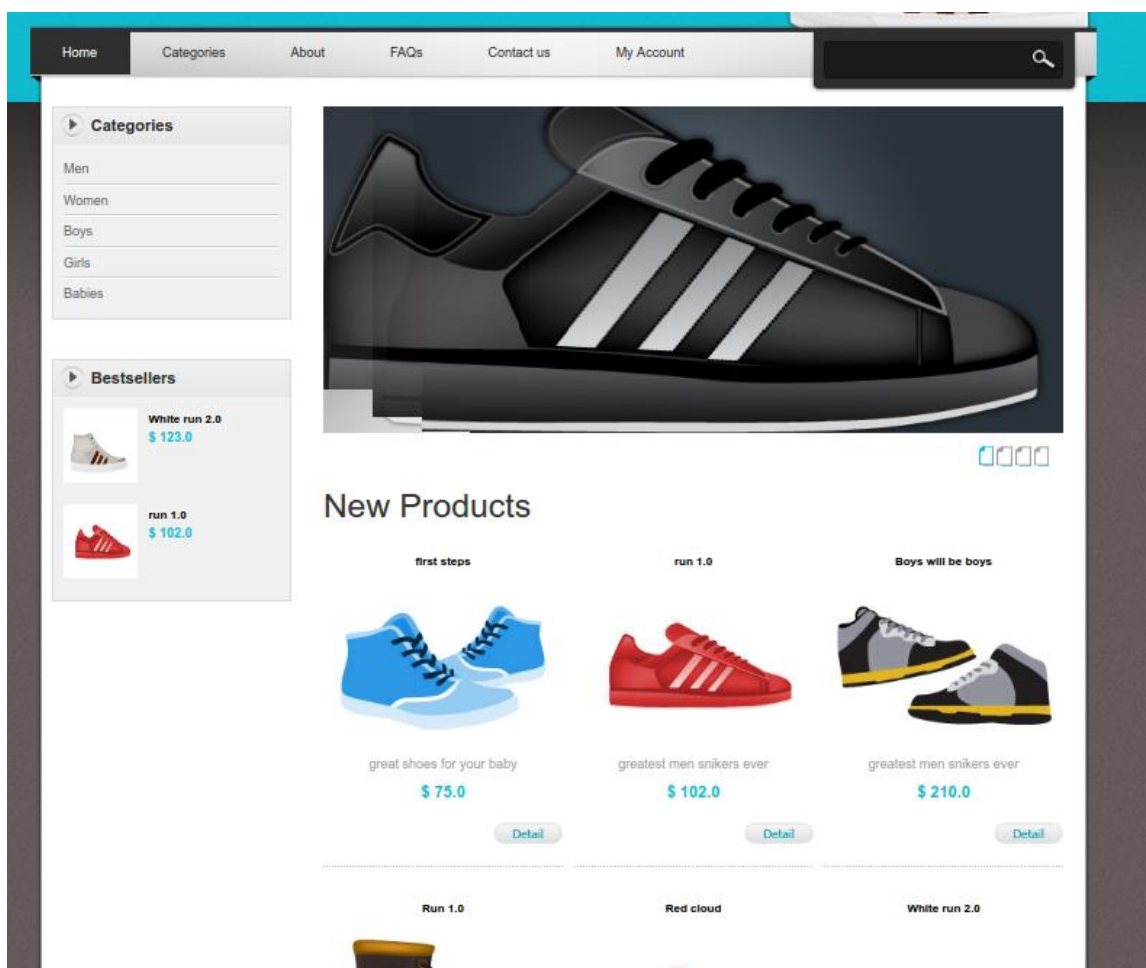 Home Categories About FAQs Contact us My Account
Categories
Men
Women
Boys
Girls
Babies
Bestsellers
White run 2.0
$ 123.0
run 1.0
$ 102.0
New Products
first steps run 1.0 Boys will be boys
great shoes for your baby greatest men snikers ever greatest men snikers ever
$ 75.0 $ 102.0 $ 210.0
Detail Detail Detail
Run 1.0 Red cloud White run 2.0